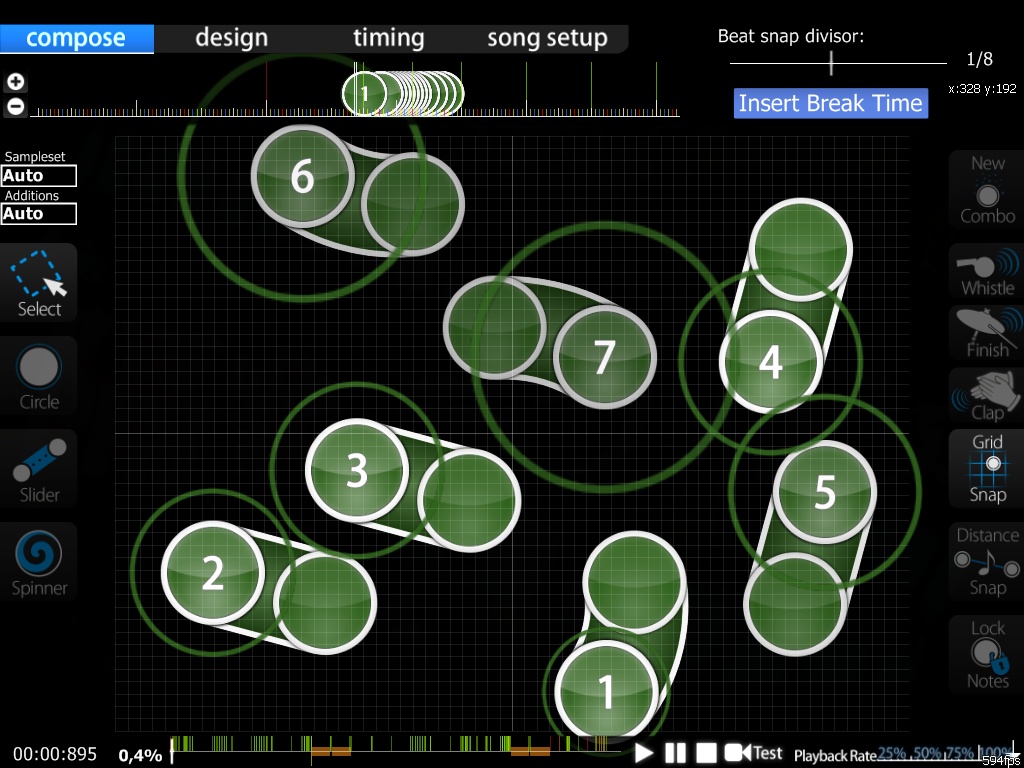 compose design timing song setup
Beat snap divisor:
1/8
x:328 y:192
Insert Break Time
1
Sampleset
Auto
Additions
Auto
Select
Circle
Slider
Spinner
6
7
4
3
5
2
1
New
Combo
Whistle
Finish
Clap
Grid
Snap
Distance
Snap
Lock
Notes
00:00:895 0,4% Test Playback Rate 25% 50% 75% 100%
594fps